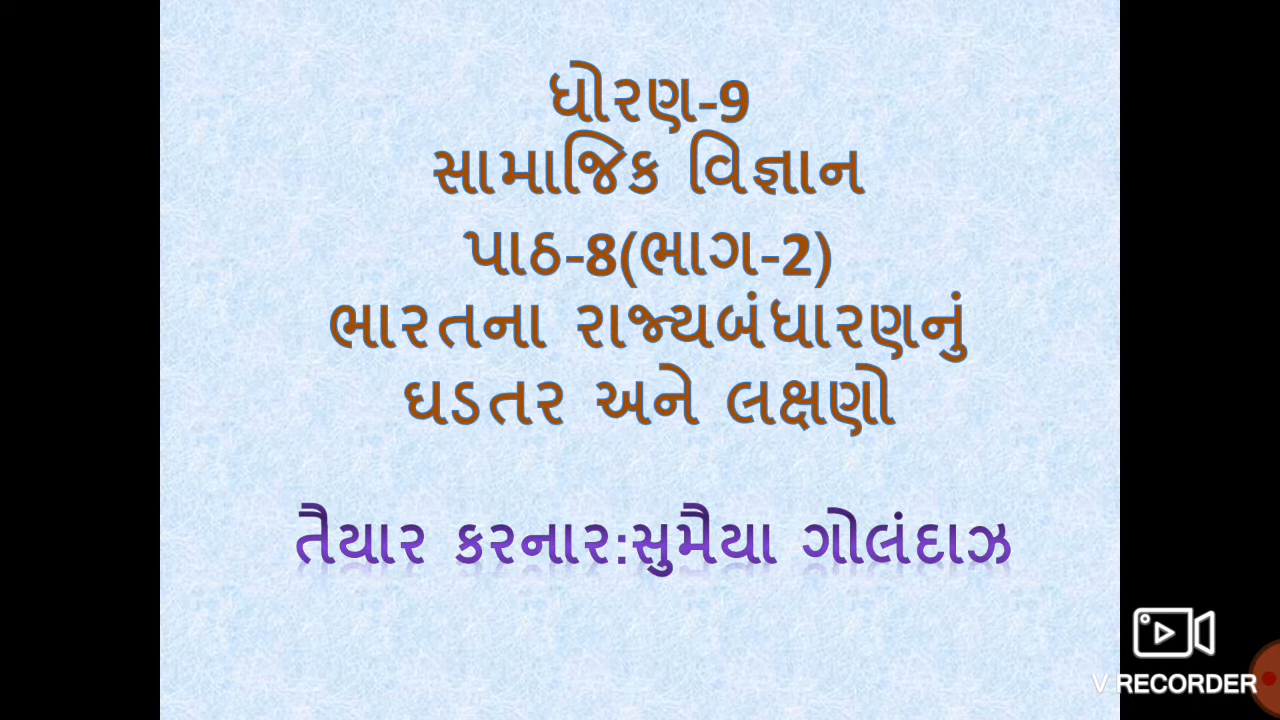 ધોરણ-9
સામાજિક વિજ્ઞાન
પાઠ-8(ભાગ-2)
ભારતના રાજ્યબંધારણનું
ઘડતર અને લક્ષણો
તૈયાર કરનાર:સુમૈયા ગોલંદાઝ
V RECORDER